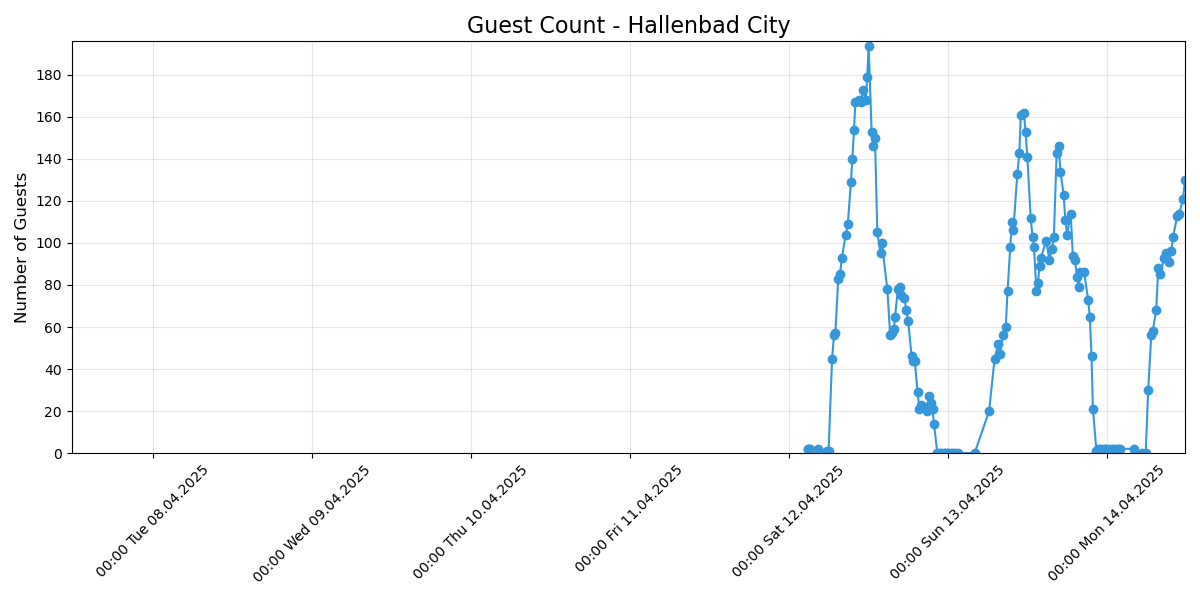 Guest Count - Hallenbad City
Number of Guests
180
160
140
120
100
80
60
40
20
0
00:00 Tue 08.04.2025
00:00 Wed 09.04.2025
00:00 Thu 10.04.2025
00:00 Fri 11.04.2025
00:00 Sat 12.04.2025
00:00 Sun 13.04.2025
00:00 Mon 14.04.2025